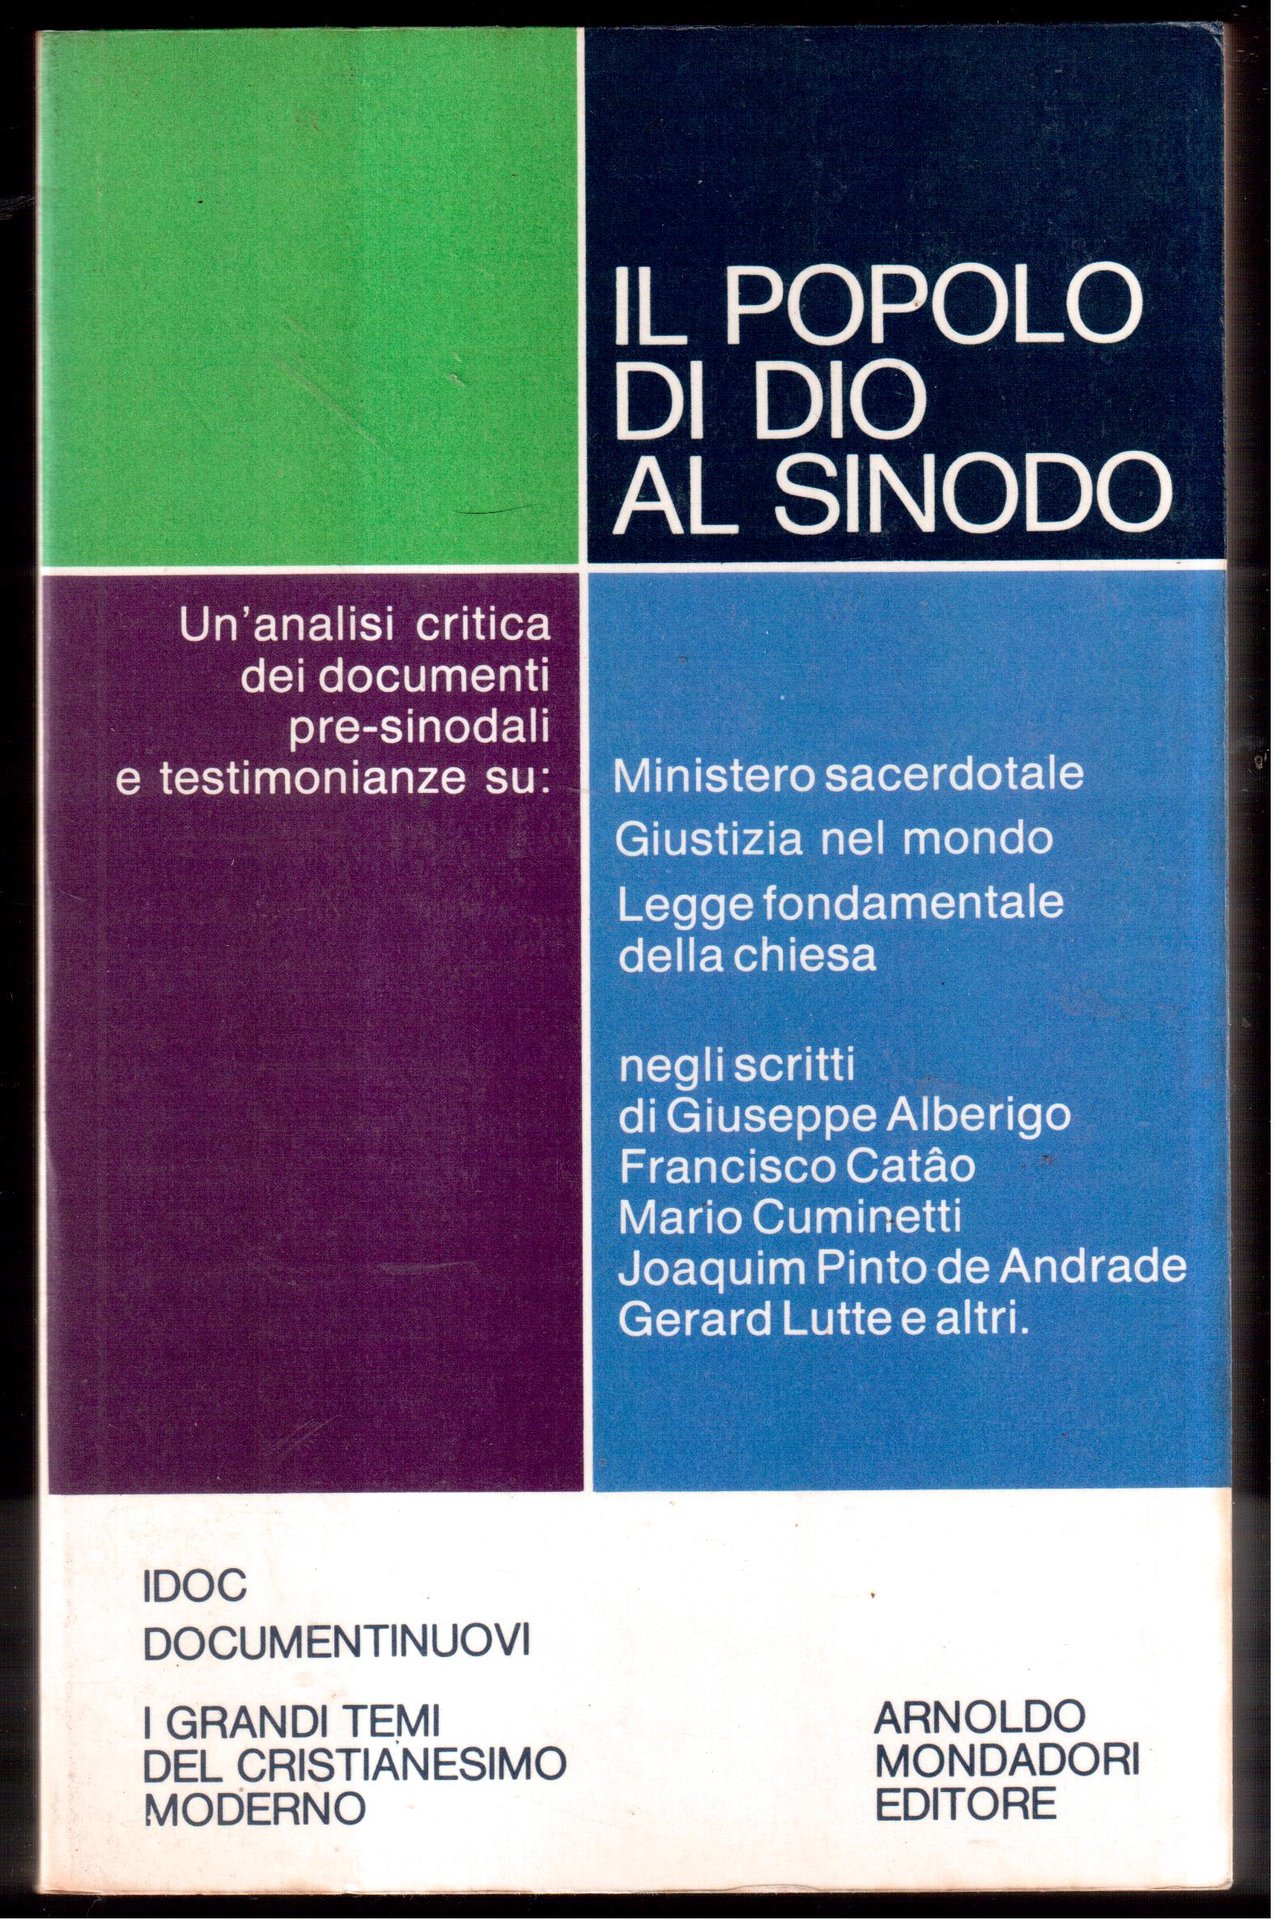 IL POPOLO
DI DIO
AL SINODO
Un'analisi critica
dei documenti
pre-sinodali
e testimonianze su:
Ministero sacerdotale
Giustizia nel mondo
Legge fondamentale
della chiesa
negli scritti
di Giuseppe Alberigo
Francisco Catâo
Mario Cuminetti
Joaquim Pinto de Andrade
Gerard Lutte e altri.
IDOC
DOCUMENTINUOVI
I GRANDI TEMI
DEL CRISTIANESIMO
MODERNO
ARNOLDO
MONDADORI
EDITORE